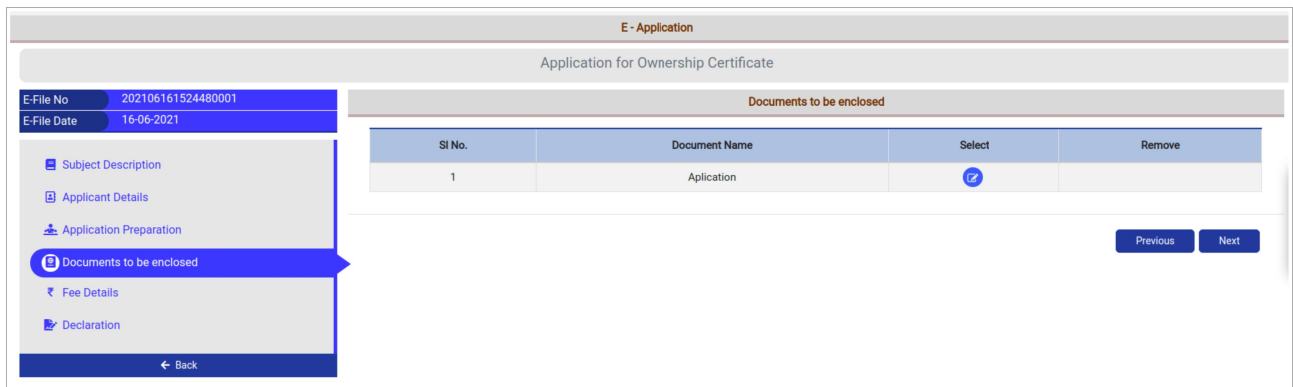 E - Application
Application for Ownership Certificate
E-File No 202106161524480001
E-File Date 16-06-2021
Subject Description
Applicant Details
Application Preparation
Documents to be enclosed
Fee Details
Declaration
Back
Documents to be enclosed
Sl No. Document Name Select Remove
1 Aplication
Previous Next